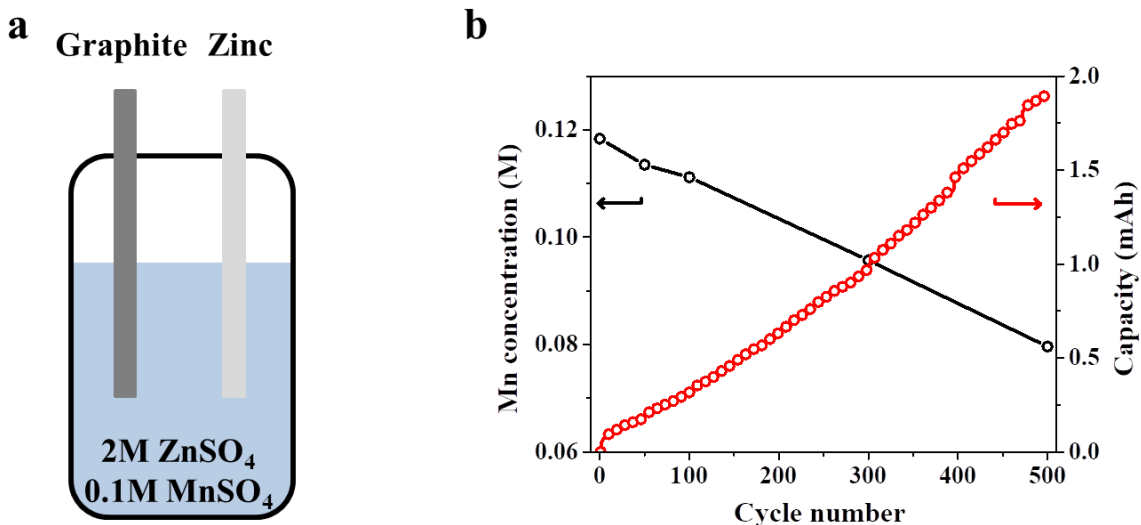 a
Graphite Zinc
2M ZnSO₄
0.1M MnSO₄
b
Mn concentration (M)
0.12
0.10
0.08
0.06
2.0
1.5
1.0
0.5
0.0
Capacity (mAh)
0 100 200 300 400 500
Cycle number